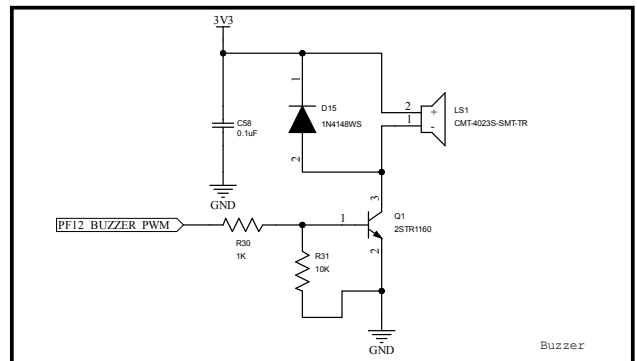 3V3
1
D15
1N4148WS
2
C58
0.1uF
GND
2
1
+
-
LS1
CMT-4023S-SMT-TR
3
PF12_BUZZER_PWM
R30
1K
1
Q1
2STR1160
2
R31
10K
GND
Buzzer